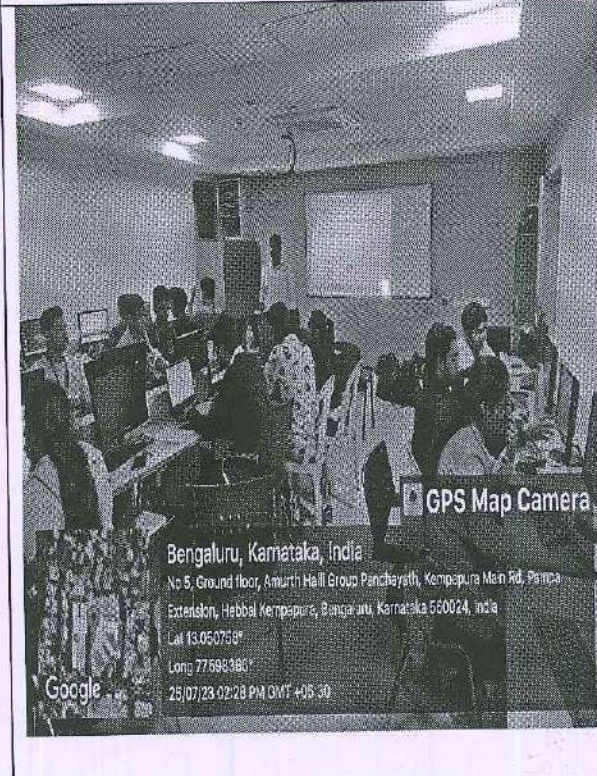 GPS Map Camera
Bengaluru, Karnataka, India
No 5, Ground floor, Amurth Halli Group Panchayath, Kempapura Main Rd, Pampa
Extension, Hebbal Kempapura, Bengaluru, Karnataka 560024, India
Lat 13.050758°
Long 77.598386°
25/07/23 02:28 PM GMT +05:30
Google